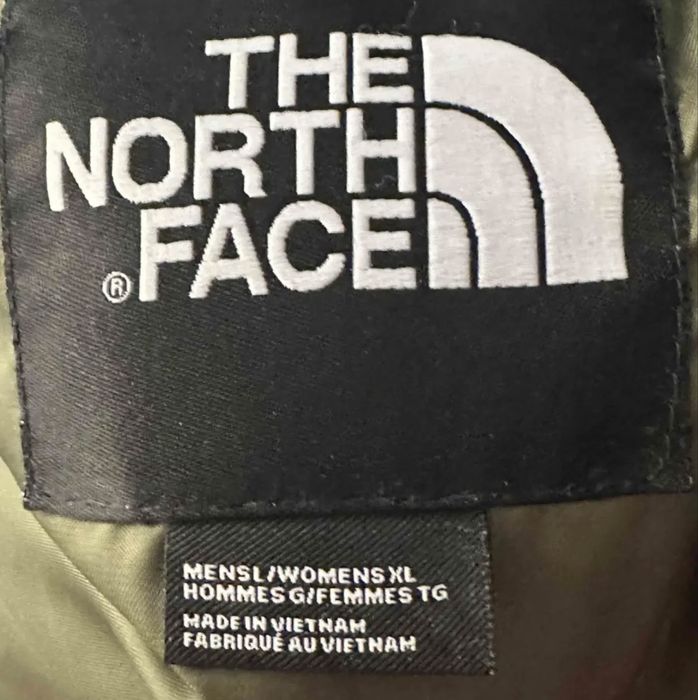 THE
NORTH
® FACE
MENS L/WOMENS XL
HOMMES G/FEMMES TG
MADE IN VIETNAM
FABRIQUÉ AU VIETNAM